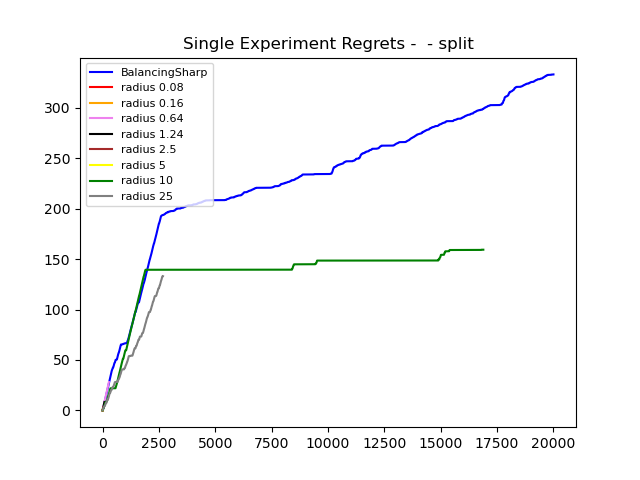 Single Experiment Regrets -  - split
BalancingSharp
radius 0.08
radius 0.16
radius 0.64
radius 1.24
radius 2.5
radius 5
radius 10
radius 25
300
250
200
150
100
50
0
0 2500 5000 7500 10000 12500 15000 17500 20000